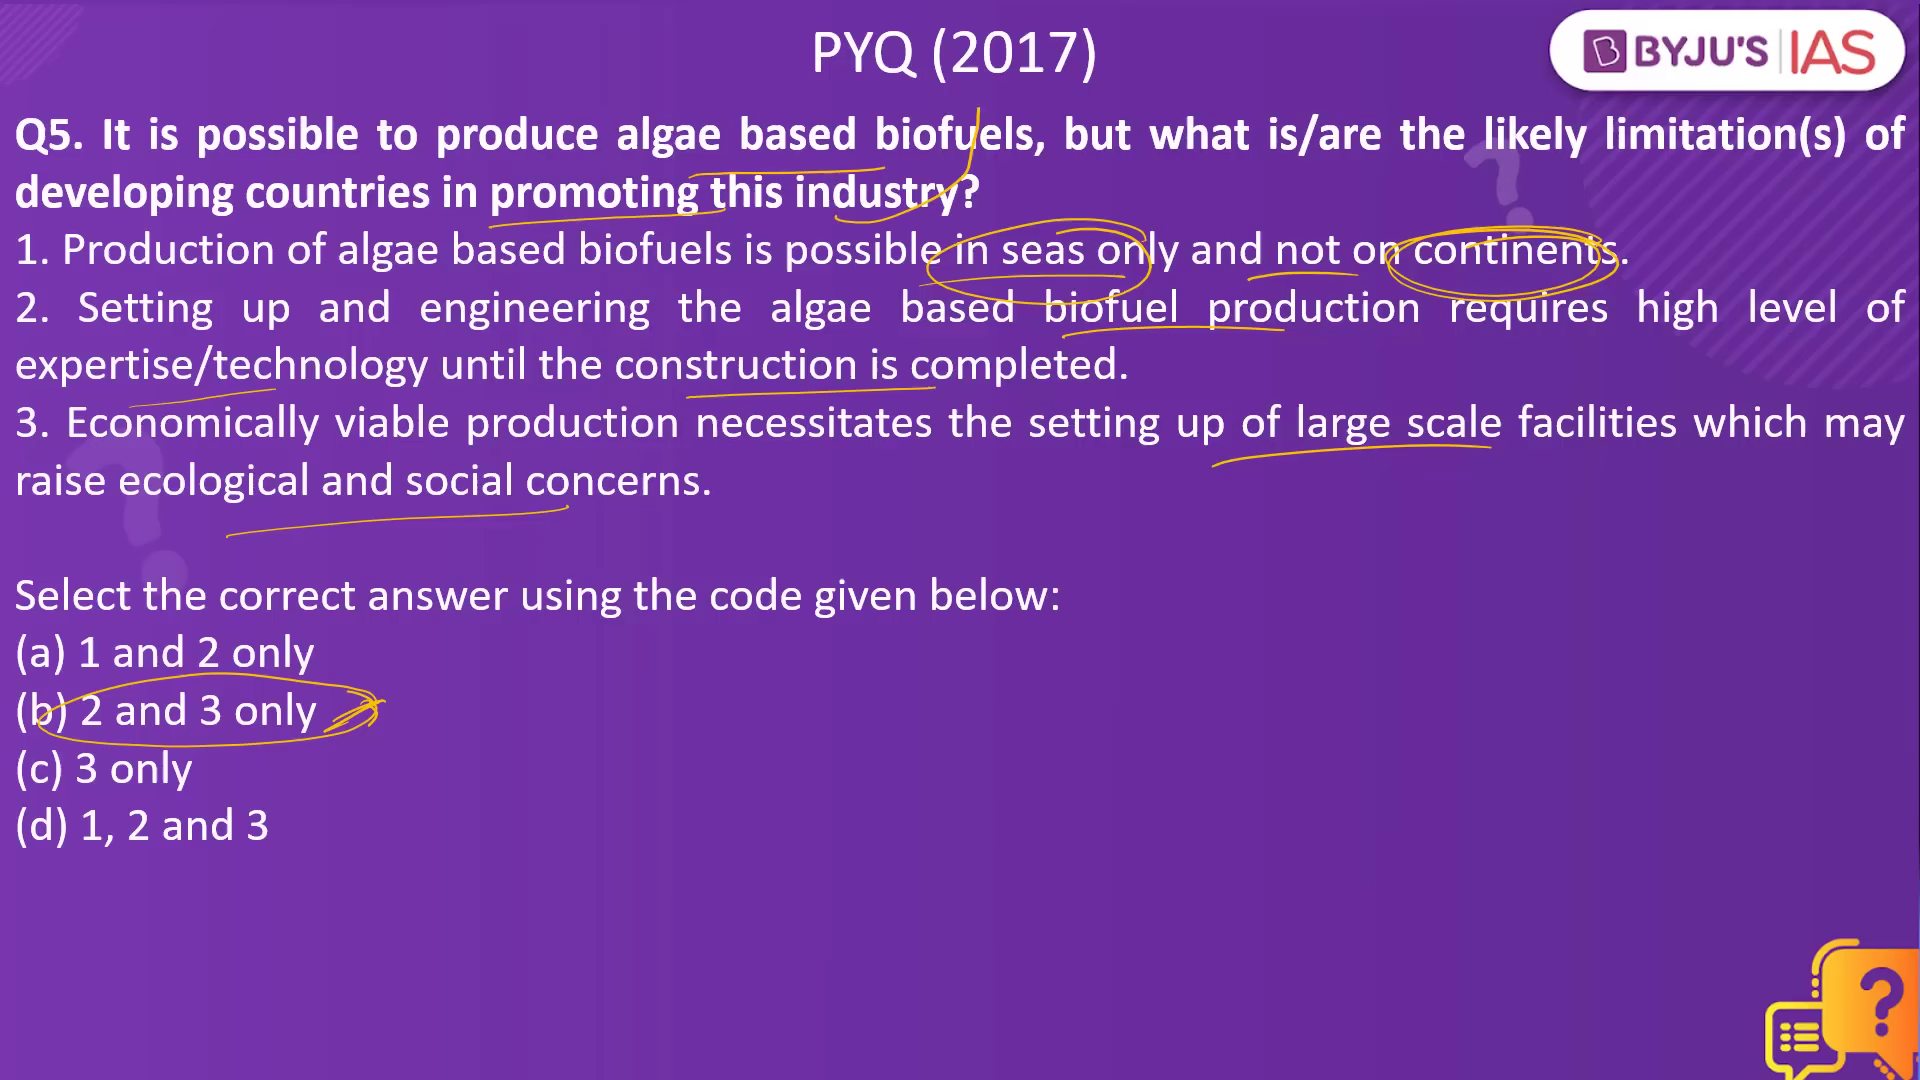 PYQ (2017)
BYJU'S IAS
Q5. It is possible to produce algae based biofuels, but what is/are the likely limitation(s) of
developing countries in promoting this industry?
1. Production of algae based biofuels is possible in seas only and not on continents.
2. Setting up and engineering the algae based biofuel production requires high level of
expertise/technology until the construction is completed.
3. Economically viable production necessitates the setting up of large scale facilities which may
raise ecological and social concerns.
Select the correct answer using the code given below:
(a) 1 and 2 only
(b) 2 and 3 only
(c) 3 only
(d) 1, 2 and 3